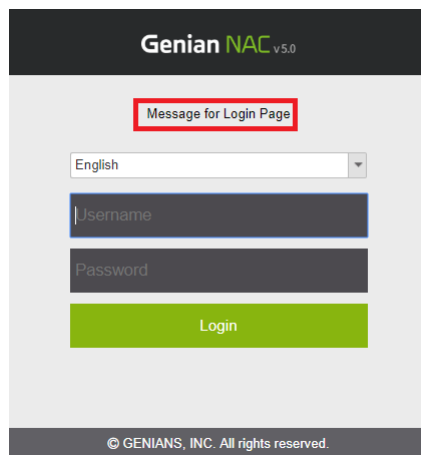 Genian NAC v5.0
Message for Login Page
English
Username
Password
Login
© GENIANS, INC. All rights reserved.